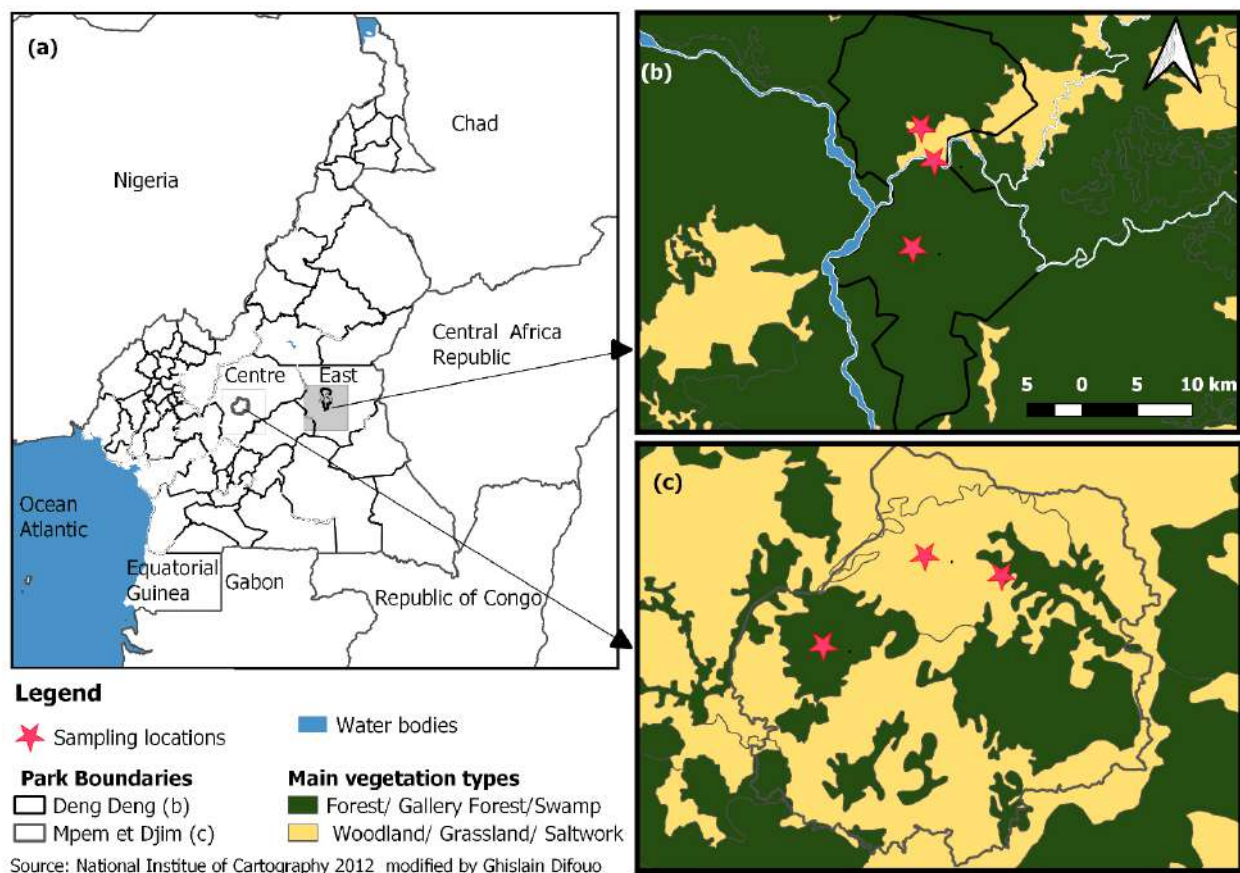 (a)
Chad
Nigeria
Central Africa
Republic
Centre
East
Ocean
Atlantic
Equatorial
Guinea
Gabon
Republic of Congo
(b)
5 0 5 10 km
(c)
Legend
Sampling locations
Water bodies
Park Boundaries
Deng Deng (b)
Mpem et Djim (c)
Main vegetation types
Forest/ Gallery Forest/Swamp
Woodland/ Grassland/ Saltwork
Source: National Institue of Cartography 2012 modified by Ghislain Difouo